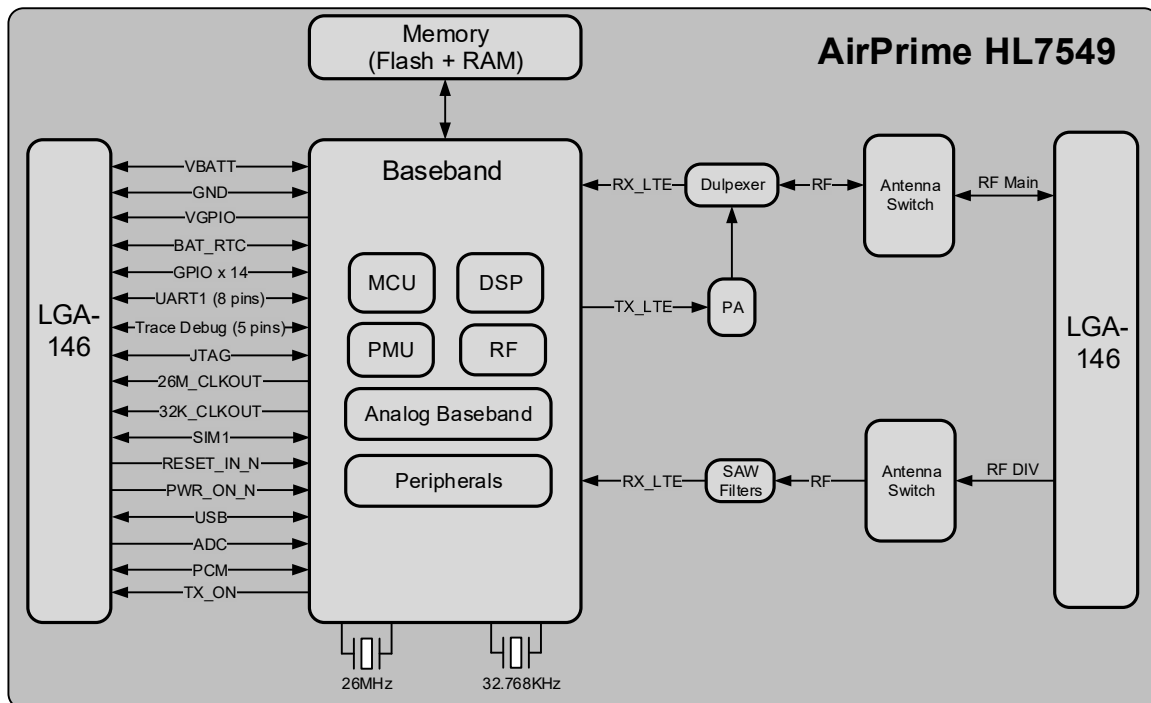 Memory
(Flash + RAM)
AirPrime HL7549
LGA-
146
VBATT
GND
VGPIO
BAT_RTC
GPIO x 14
UART1 (8 pins)
Trace Debug (5 pins)
JTAG
26M_CLKOUT
32K_CLKOUT
SIM1
RESET_IN_N
PWR_ON_N
USB
ADC
PCM
TX_ON
Baseband
MCU
DSP
PMU
RF
Analog Baseband
Peripherals
26MHz
32.768KHz
RX_LTE
Dulpexer
RF
Antenna
Switch
RF Main
TX_LTE
PA
RX_LTE
SAW
Filters
RF
Antenna
Switch
RF DIV
LGA-
146